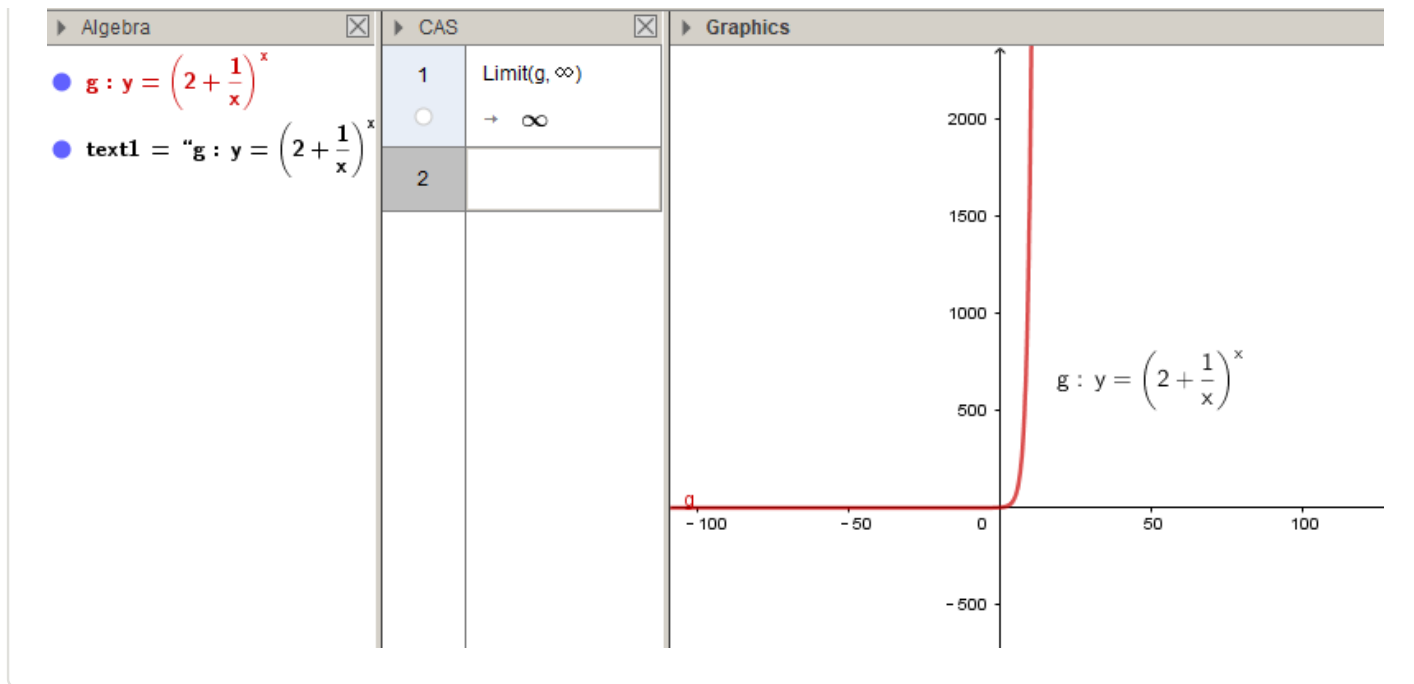 Algebra
g : y = (2 + 1/x)^x
text1 = “g : y = (2 + 1/x)^x
CAS
1
Limit(g, ∞)
→ ∞
2
Graphics
2000
1500
1000
g : y = (2 + 1/x)^x
500
g
-100 -50 0 50 100
-500